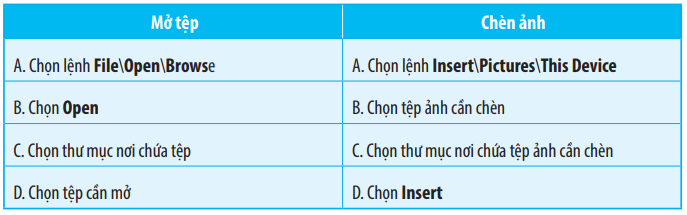 Mở tệp Chèn ảnh
A. Chọn lệnh File\Open\Browse A. Chọn lệnh Insert\Pictures\This Device
B. Chọn Open B. Chọn tệp ảnh cần chèn
C. Chọn thư mục nơi chứa tệp C. Chọn thư mục nơi chứa tệp ảnh cần chèn
D. Chọn tệp cần mở D. Chọn Insert